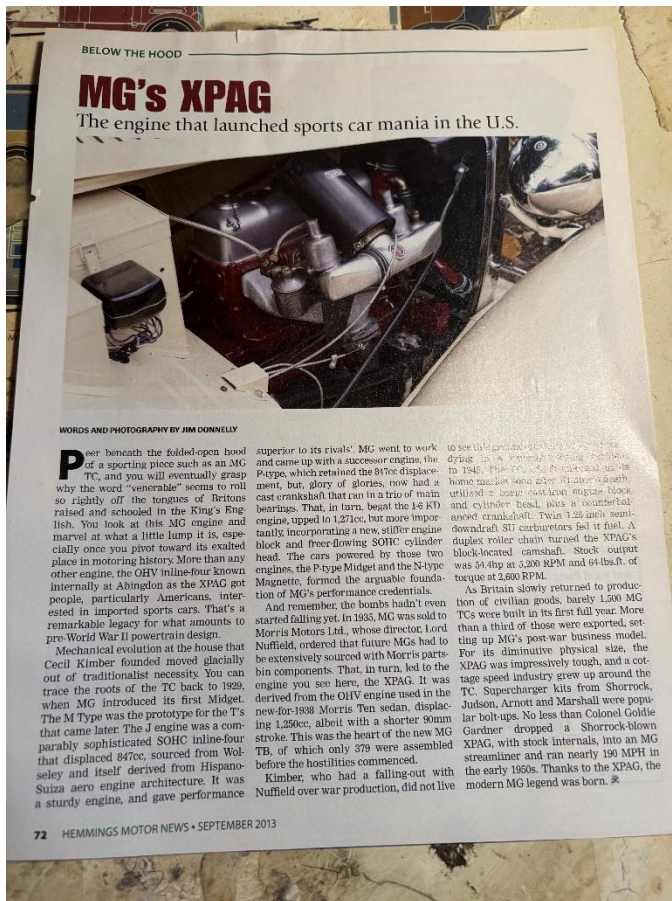 BELOW THE HOOD
MG's XPAG
The engine that launched sports car mania in the U.S.
WORDS AND PHOTOGRAPHY BY JIM DONNELLY
Peer beneath the folded-open hood
of a sporting piece such as an MG
TC, and you will eventually grasp
why the word "venerable" seems to roll
so rightly off the tongues of Britons
raised and schooled in the King's Eng-
lish. You look at this MG engine and
marvel at what a little lump it is, espe-
cially once you pivot toward its exalted
place in motoring history. More than any
other engine, the OHV inline-four known
internally at Abingdon as the XPAG got
people, particularly Americans, inter-
ested in imported sports cars. That's a
remarkable legacy for what amounts to
pre-World War II powertrain design.
Mechanical evolution at the house that
Cecil Kimber founded moved glacially
out of traditionalist necessity. You can
trace the roots of the TC back to 1929,
when MG introduced its first Midget.
The M Type was the prototype for the T's
that came later. The J engine was a com-
parably sophisticated SOHC inline-four
that displaced 847cc, sourced from Wol-
seley and itself derived from Hispano-
Suiza aero engine architecture. It was
a sturdy engine, and gave performance
superior to its rivals'. MG went to work
and came up with a successor engine, the
P-type, which retained the 847cc displace-
ment, but, glory of glories, now had a
cast crankshaft that ran in a trio of main
bearings. That, in turn, begat the 1-6 KD
engine, upped to 1,271cc, but more impor-
tantly, incorporating a new, stiffer engine
block and freer-flowing SOHC cylinder
head. The cars powered by those two
engines, the P-type Midget and the N-type
Magnette, formed the arguable founda-
tion of MG's performance credentials.
And remember, the bombs hadn't even
started falling yet. In 1935, MG was sold to
Morris Motors Ltd., whose director, Lord
Nuffield, ordered that future MGs had to
be extensively sourced with Morris parts-
bin components. That, in turn, led to the
engine you see here, the XPAG. It was
derived from the OHV engine used in the
new-for-1938 Morris Ten sedan, displac-
ing 1,250cc, albeit with a shorter 90mm
stroke. This was the heart of the new MG
TB, of which only 379 were assembled
before the hostilities commenced.
Kimber, who had a falling-out with
Nuffield over war production, did not live
to see this
dying in a
in 1945. The
home market soon after Kimber's death,
utilized a basic cast-iron engine block
and cylinder head, plus a counterbal-
anced crankshaft. Twin 1.25 inch semi-
downdraft SU carburetors fed it fuel. A
duplex roller chain turned the XPAG's
block-located camshaft. Stock output
was 54.4hp at 5,200 RPM and 64-lbs.ft. of
torque at 2,600 RPM.
As Britain slowly returned to produc-
tion of civilian goods, barely 1,500 MG
TCs were built in its first full year. More
than a third of those were exported, set-
ting up MG's post-war business model.
For its diminutive physical size, the
XPAG was impressively tough, and a cot-
tage speed industry grew up around the
TC. Supercharger kits from Shorrock,
Judson, Arnott and Marshall were popu-
lar bolt-ups. No less than Colonel Goldie
Gardner dropped a Shorrock-blown
XPAG, with stock internals, into an MG
streamliner and ran nearly 190 MPH in
the early 1950s. Thanks to the XPAG, the
modern MG legend was born.
72 HEMMINGS MOTOR NEWS • SEPTEMBER 2013